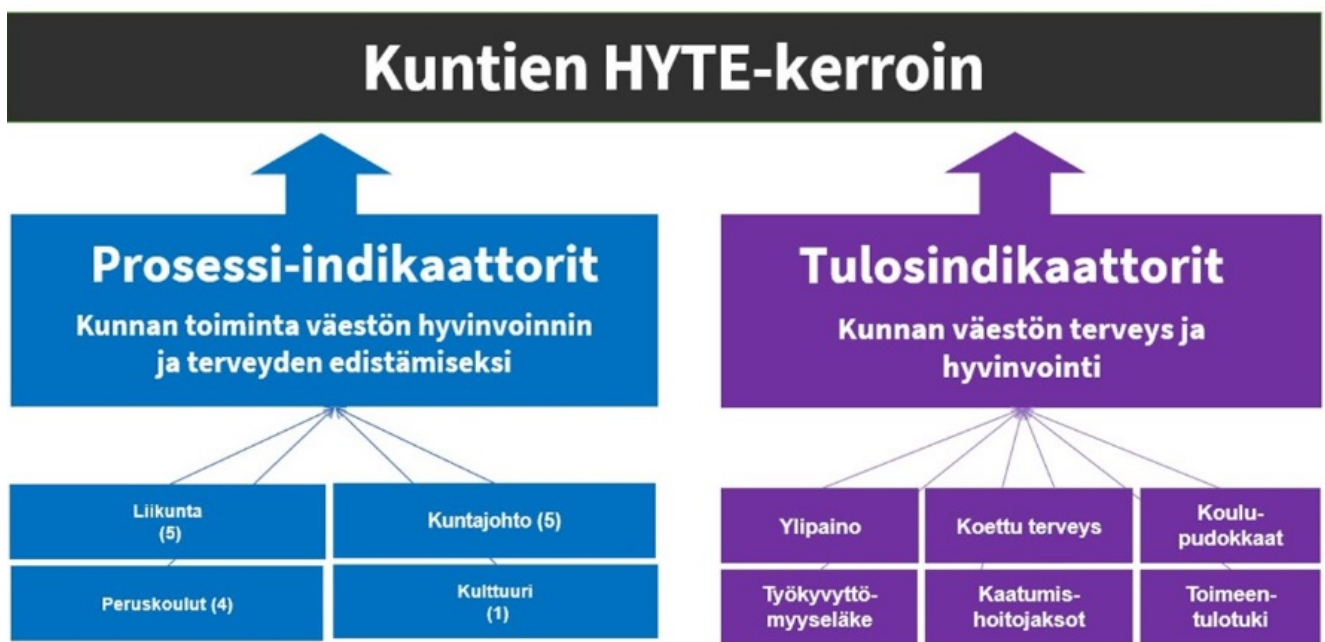 Kuntien HYTE-kerroin
Prosessi-indikaattorit
Kunnan toiminta väestön hyvinvoinnin
ja terveyden edistämiseksi
Liikunta
(5)
Kuntajohto (5)
Peruskoulut (4)
Kulttuuri
(1)
Tulosindikaattorit
Kunnan väestön terveys ja
hyvinvointi
Ylipaino
Koettu terveys
Koulu-
pudokkaat
Työkyvyttö-
myyseläke
Kaatumis-
hoitojaksot
Toimeen-
tulotuki